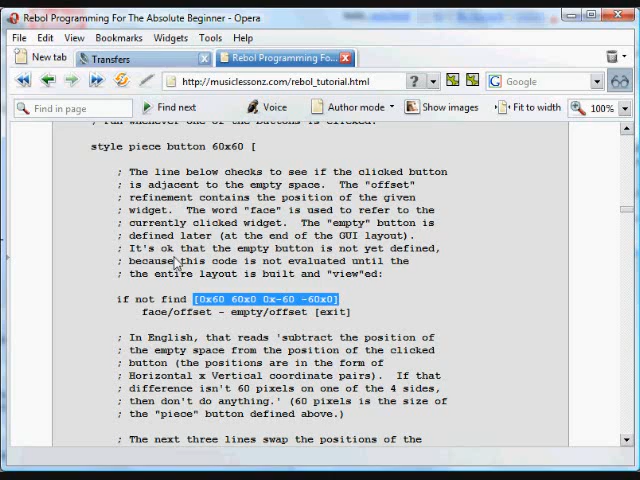 Rebol Programming For The Absolute Beginner - Opera
File Edit View Bookmarks Widgets Tools Help
New tab Transfers Rebol Programming Fo...
http://musiclessonz.com/rebol_tutorial.html ? Google
Find in page Find next Voice Author mode Show images Fit to width 100%
; run whenever one of the buttons is clicked:
style piece button 60x60 [
; The line below checks to see if the clicked button
; is adjacent to the empty space. The "offset"
; refinement contains the position of the given
; widget. The word "face" is used to refer to the
; currently clicked widget. The "empty" button is
; defined later (at the end of the GUI layout).
; It's ok that the empty button is not yet defined,
; because this code is not evaluated until the
; the entire layout is built and "view"ed:
if not find [0x60 60x0 0x-60 -60x0]
face/offset - empty/offset [exit]
; In English, that reads 'subtract the position of
; the empty space from the position of the clicked
; button (the positions are in the form of
; Horizontal x Vertical coordinate pairs). If that
; difference isn't 60 pixels on one of the 4 sides,
; then don't do anything.' (60 pixels is the size of
; the "piece" button defined above.)
; The next three lines swap the positions of the